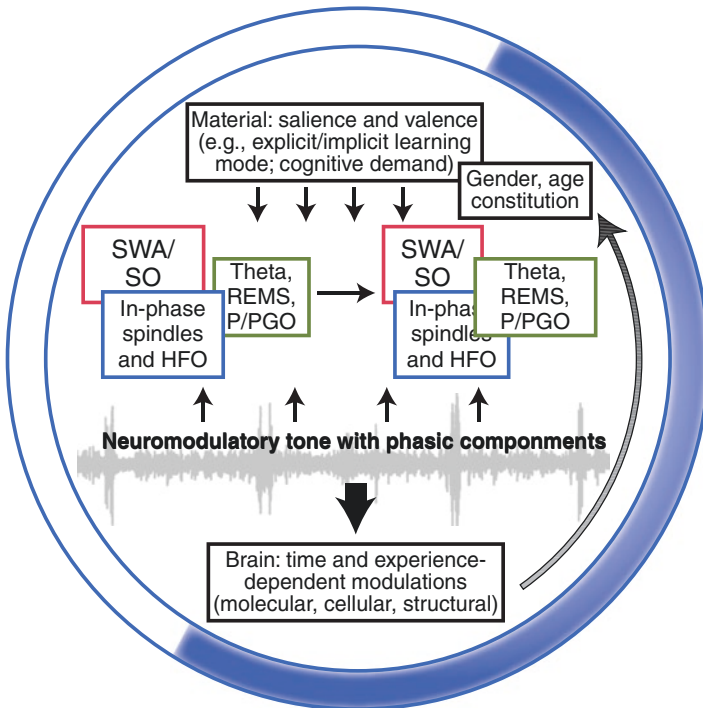 Material: salience and valence
(e.g., explicit/implicit learning
mode; cognitive demand)
Gender, age
constitution
SWA/
SO
Theta,
REMS,
P/PGO
In-phase
spindles
and HFO
SWA/
SO
Theta,
REMS,
P/PGO
In-phase
spindles
and HFO
Neuromodulatory tone with phasic componments
Brain: time and experience-
dependent modulations
(molecular, cellular, structural)